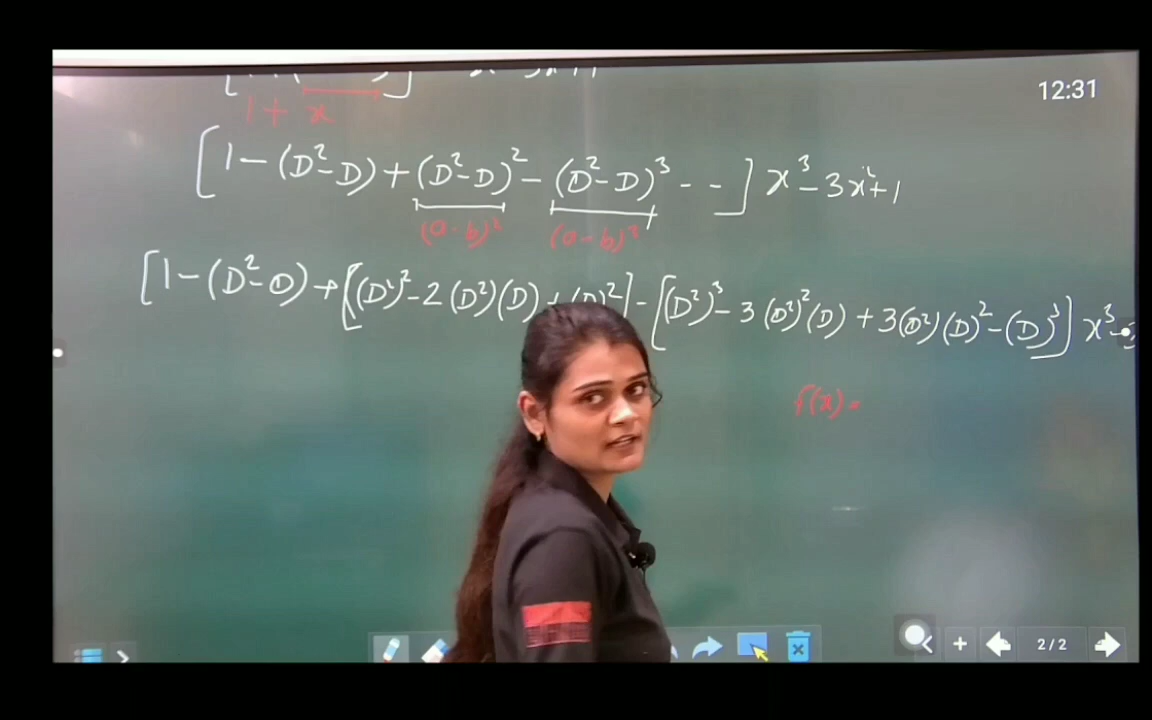 12:31
1 + x
[1 - (D² - D) + (D² - D)² - (D² - D)³ - - ] x³ - 3x² + 1
(a - b)² (a - b)³
[1 - (D² - D) + [(D²)² - 2(D²)(D) + (D)²] - [(D²)³ - 3(D²)²(D) + 3(D²)(D)² - (D)³] x³ -
f(x) =
2/2